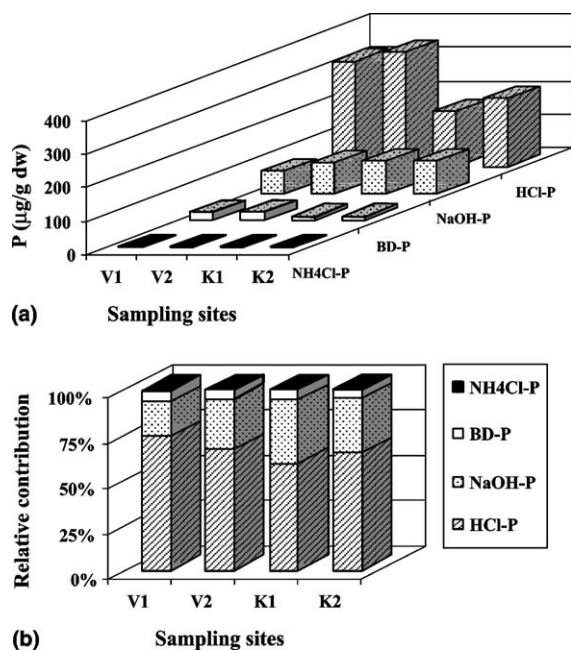 400
300
200
100
0
P (µg/g dw)
V1 V2 K1 K2
NH4Cl-P
BD-P
NaOH-P
HCl-P
(a) Sampling sites
100%
75%
50%
25%
0%
Relative contribution
V1 V2 K1 K2
NH4Cl-P
BD-P
NaOH-P
HCl-P
(b) Sampling sites